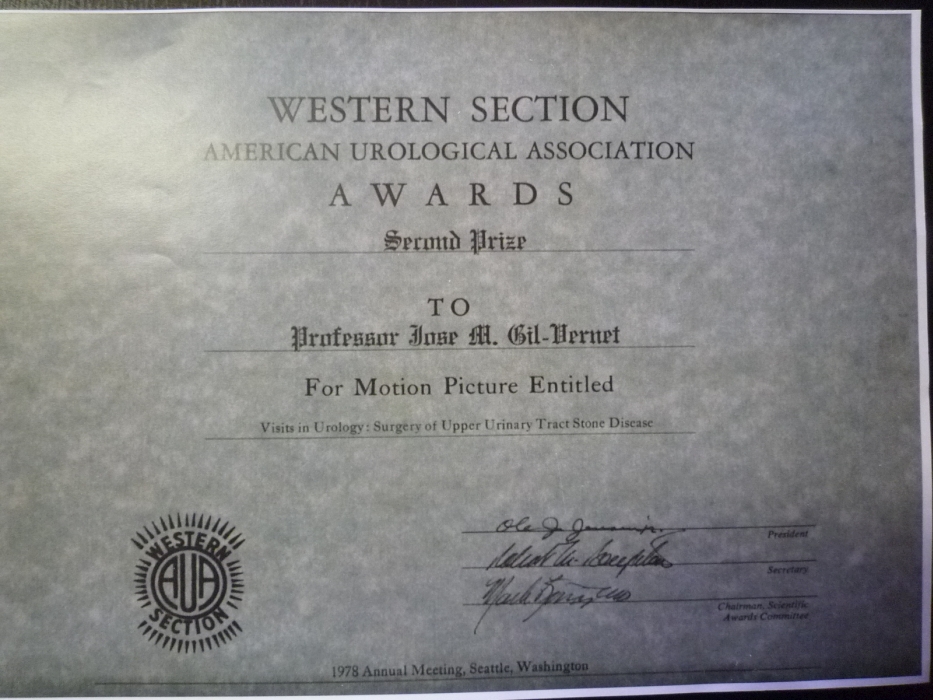 WESTERN SECTION
AMERICAN UROLOGICAL ASSOCIATION
AWARDS
Second Prize
TO
Professor Jose M. Gil-Vernet
For Motion Picture Entitled
Visits in Urology: Surgery of Upper Urinary Tract Stone Disease
President
Secretary
Chairman, Scientific
Awards Committee
WESTERN
AUA
SECTION
1978 Annual Meeting, Seattle, Washington